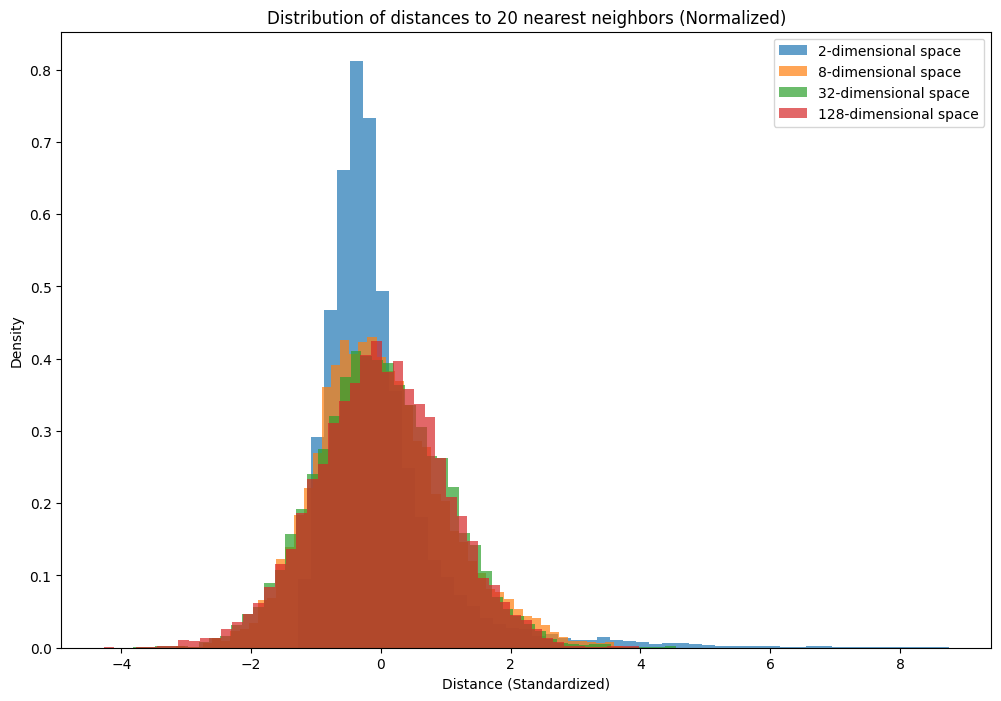 Distribution of distances to 20 nearest neighbors (Normalized)
2-dimensional space
8-dimensional space
32-dimensional space
128-dimensional space
Density
0.8
0.7
0.6
0.5
0.4
0.3
0.2
0.1
0.0
−4 −2 0 2 4 6 8
Distance (Standardized)